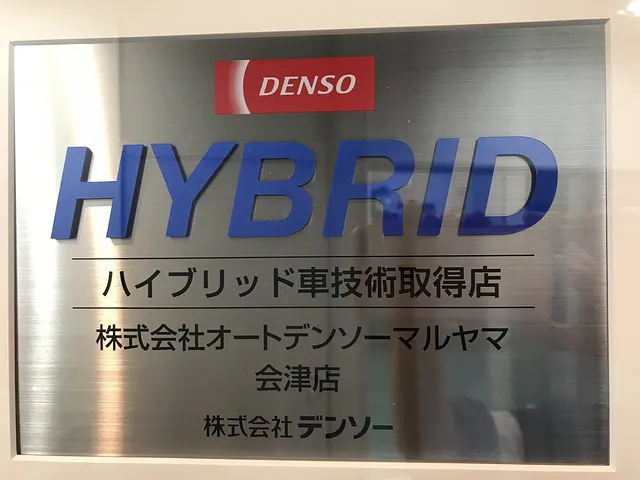 DENSO
HYBRID
ハイブリッド車技術取得店
株式会社オートデンソーマルヤマ
会津店
株式会社 デンソー